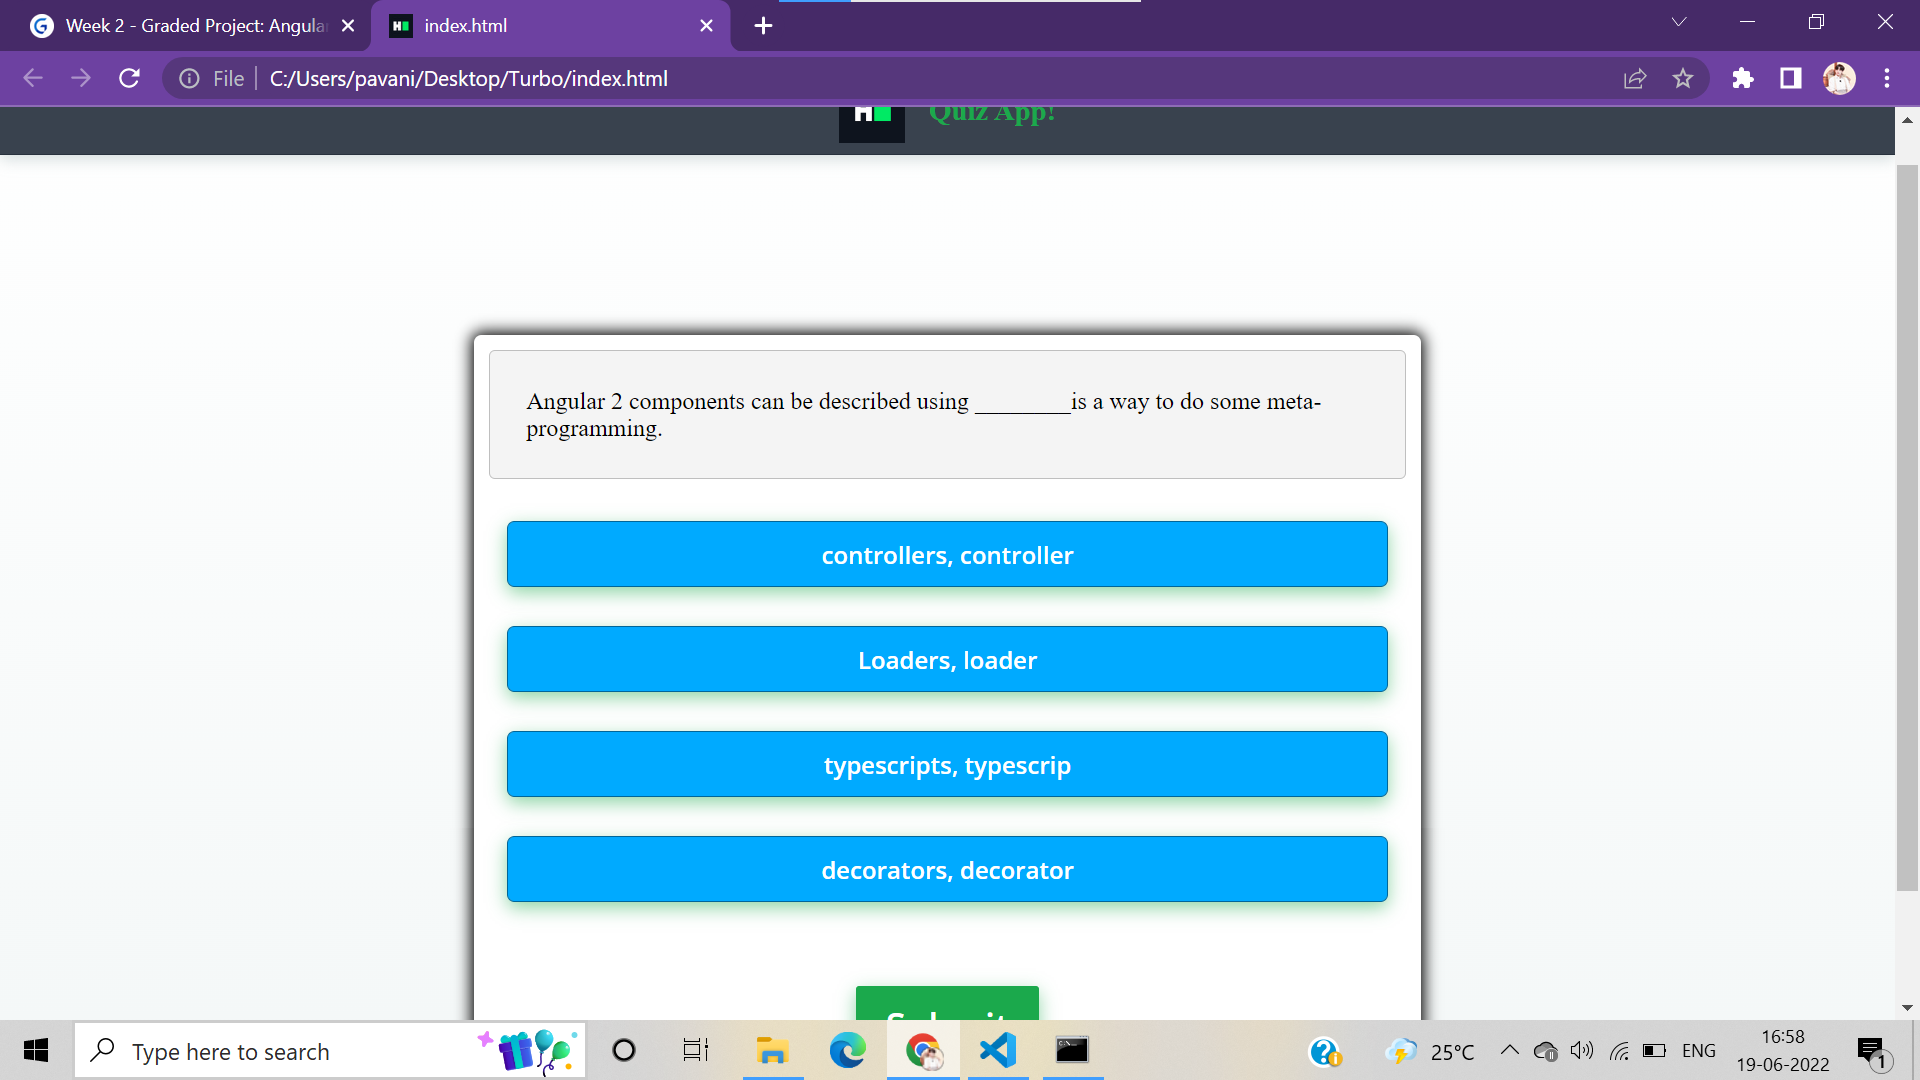 Week 2 - Graded Project: Angula
index.html
File
C:/Users/pavani/Desktop/Turbo/index.html
Quiz App!
Angular 2 components can be described using ________is a way to do some meta-
programming.
controllers, controller
Loaders, loader
typescripts, typescrip
decorators, decorator
Submit
Type here to search
25°C
ENG
16:58
19-06-2022
1